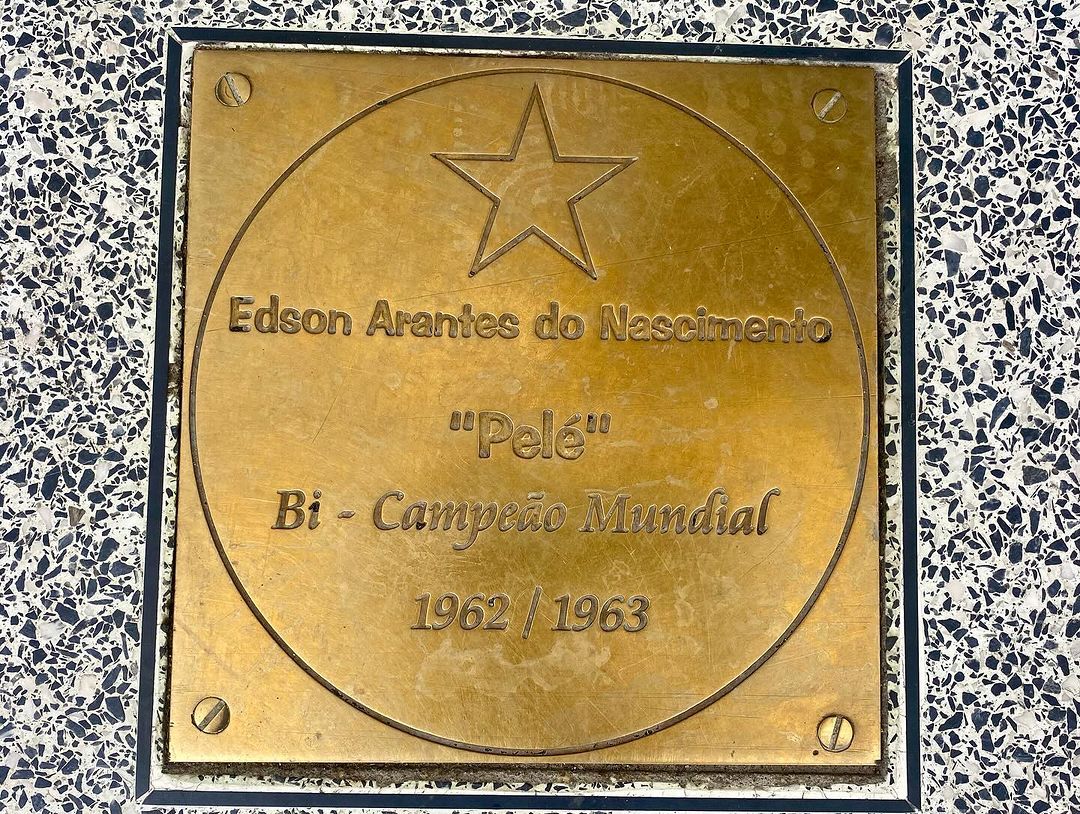 Edson Arantes do Nascimento
"Pelé"
Bi - Campeão Mundial
1962 / 1963